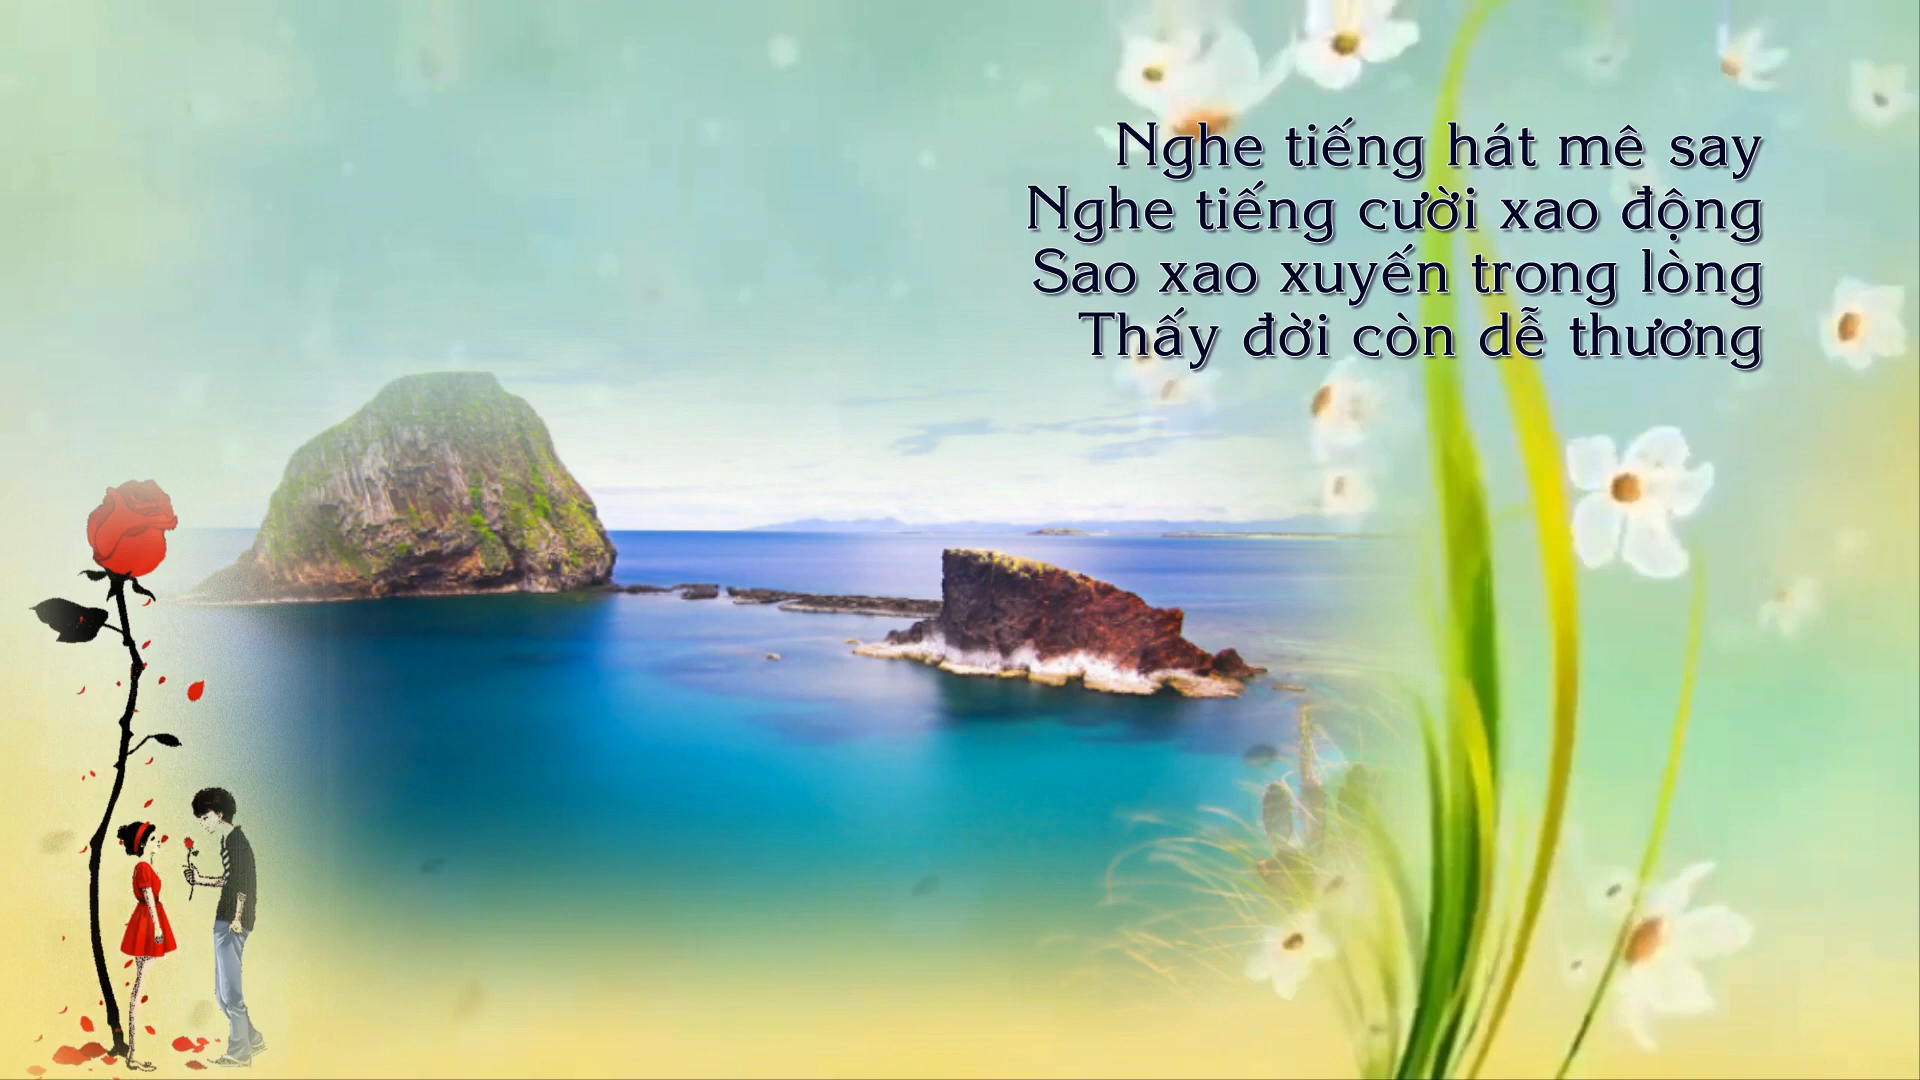 Nghe tiếng hát mê say
Nghe tiếng cười xao động
Sao xao xuyến trong lòng
Thấy đời còn dễ thương